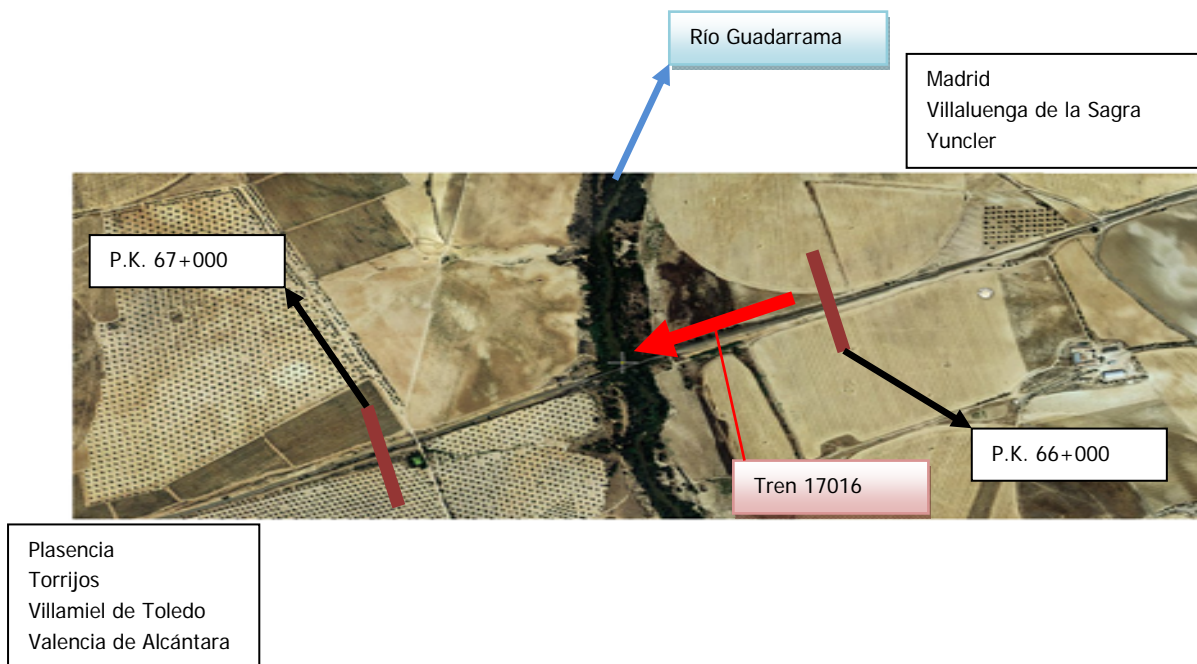 Río Guadarrama
Madrid
Villaluenga de la Sagra
Yuncler
P.K. 67+000
P.K. 66+000
Tren 17016
Plasencia
Torrijos
Villamiel de Toledo
Valencia de Alcántara